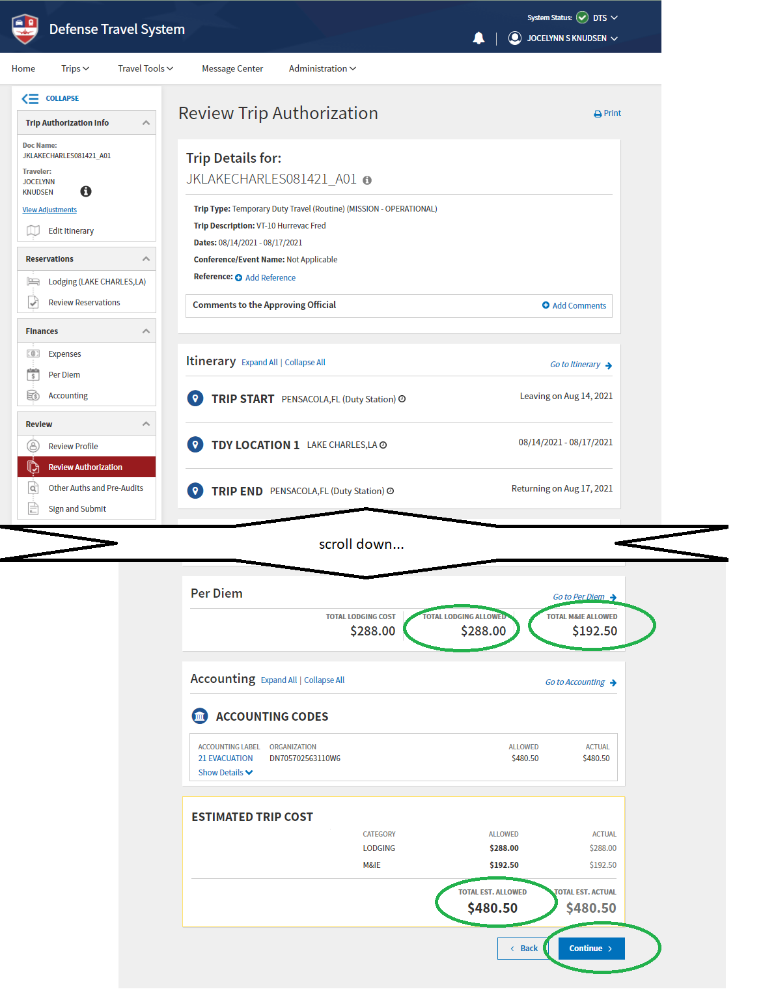 Defense Travel System
System Status: DTS
JOCELYNN S KNUDSEN
Home Trips Travel Tools Message Center Administration
COLLAPSE
Trip Authorization Info
Doc Name:
JKLAKECHARLES081421_A01
Traveler:
JOCELYNN
KNUDSEN
View Adjustments
Edit Itinerary
Reservations
Lodging (LAKE CHARLES,LA)
Review Reservations
Finances
Expenses
Per Diem
Accounting
Review
Review Profile
Review Authorization
Other Auths and Pre-Audits
Sign and Submit
Review Trip Authorization
Print
Trip Details for:
JKLAKECHARLES081421_A01
Trip Type: Temporary Duty Travel (Routine) (MISSION - OPERATIONAL)
Trip Description: VT-10 Hurrevac Fred
Dates: 08/14/2021 - 08/17/2021
Conference/Event Name: Not Applicable
Reference: Add Reference
Comments to the Approving Official Add Comments
Itinerary Expand All | Collapse All Go to Itinerary
TRIP START PENSACOLA,FL (Duty Station) Leaving on Aug 14, 2021
TDY LOCATION 1 LAKE CHARLES,LA 08/14/2021 - 08/17/2021
TRIP END PENSACOLA,FL (Duty Station) Returning on Aug 17, 2021
scroll down...
Per Diem Go to Per Diem
TOTAL LODGING COST TOTAL LODGING ALLOWED TOTAL M&IE ALLOWED
$288.00 $288.00 $192.50
Accounting Expand All | Collapse All Go to Accounting
ACCOUNTING CODES
ACCOUNTING LABEL ORGANIZATION ALLOWED ACTUAL
21 EVACUATION DN705702563110W6 $480.50 $480.50
Show Details
ESTIMATED TRIP COST
CATEGORY ALLOWED ACTUAL
LODGING $288.00 $288.00
M&IE $192.50 $192.50
TOTAL EST. ALLOWED TOTAL EST. ACTUAL
$480.50 $480.50
Back Continue